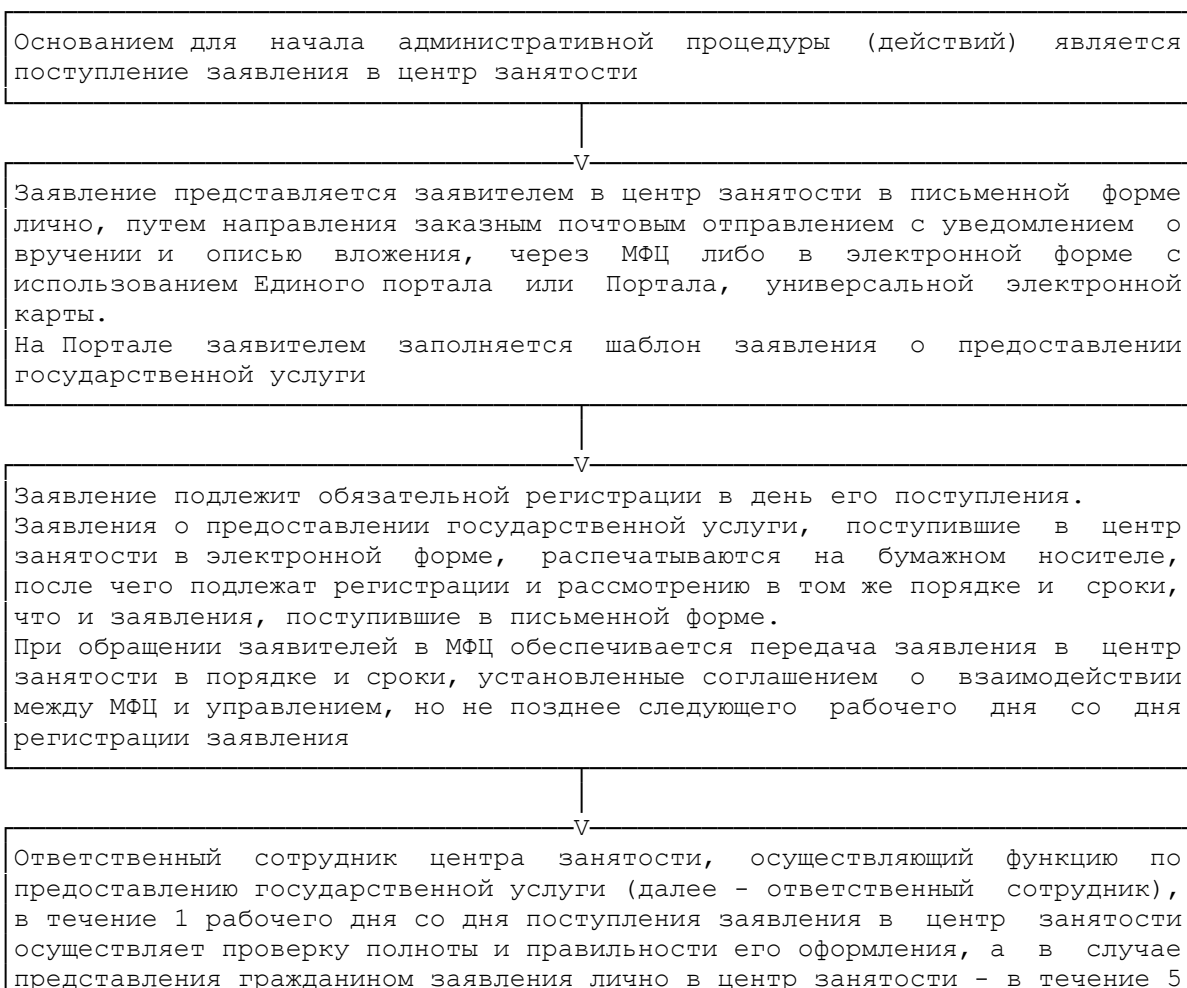 Основанием для начала административной процедуры (действий) является
поступление заявления в центр занятости
V
Заявление представляется заявителем в центр занятости в письменной форме
лично, путем направления заказным почтовым отправлением с уведомлением о
вручении и описью вложения, через МФЦ либо в электронной форме с
использованием Единого портала или Портала, универсальной электронной
карты.
На Портале заявителем заполняется шаблон заявления о предоставлении
государственной услуги
V
Заявление подлежит обязательной регистрации в день его поступления.
Заявления о предоставлении государственной услуги, поступившие в центр
занятости в электронной форме, распечатываются на бумажном носителе,
после чего подлежат регистрации и рассмотрению в том же порядке и сроки,
что и заявления, поступившие в письменной форме.
При обращении заявителей в МФЦ обеспечивается передача заявления в центр
занятости в порядке и сроки, установленные соглашением о взаимодействии
между МФЦ и управлением, но не позднее следующего рабочего дня со дня
регистрации заявления
V
Ответственный сотрудник центра занятости, осуществляющий функцию по
предоставлению государственной услуги (далее - ответственный сотрудник),
в течение 1 рабочего дня со дня поступления заявления в центр занятости
осуществляет проверку полноты и правильности его оформления, а в случае
представления гражданином заявления лично в центр занятости - в течение 5